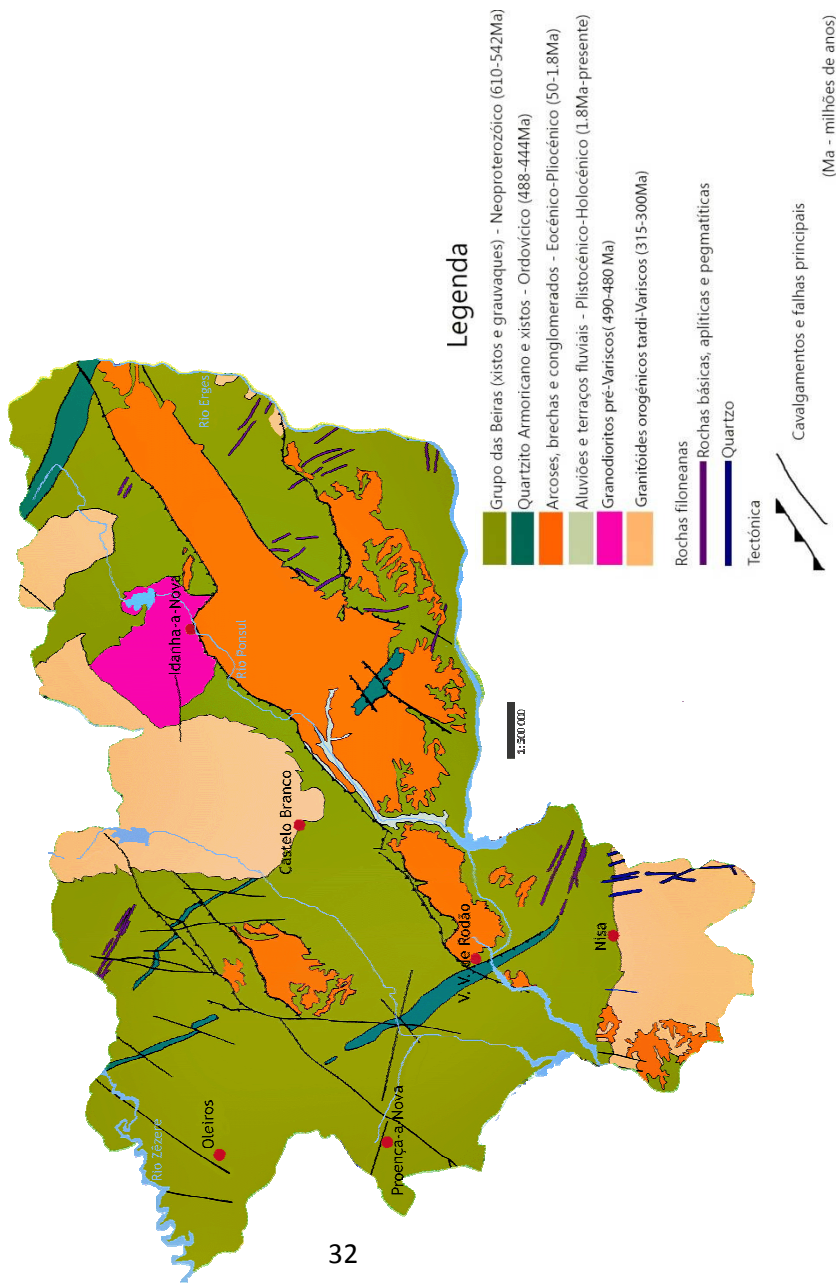 Rio Erges
Idanha-a-Nova
Rio Ponsul
Castelo Branco
V. V. de Rodão
Nisa
Rio Zêzere
Oleiros
Proença-a-Nova
1:500 000
Legenda
Grupo das Beiras (xistos e grauvaques) - Neoproterozóico (610-542Ma)
Quartzito Armoricano e xistos - Ordovícico (488-444Ma)
Arcoses, brechas e conglomerados - Eocénico-Pliocénico (50-1.8Ma)
Aluviões e terraços fluviais - Plistocénico-Holocénico (1.8Ma-presente)
Granodioritos pré-Variscos( 490-480 Ma)
Granitóides orogénicos tardi-Variscos (315-300Ma)
Rochas filoneanas
Rochas básicas, aplíticas e pegmatíticas
Quartzo
Tectónica
Cavalgamentos e falhas principais
(Ma - milhões de anos)
32